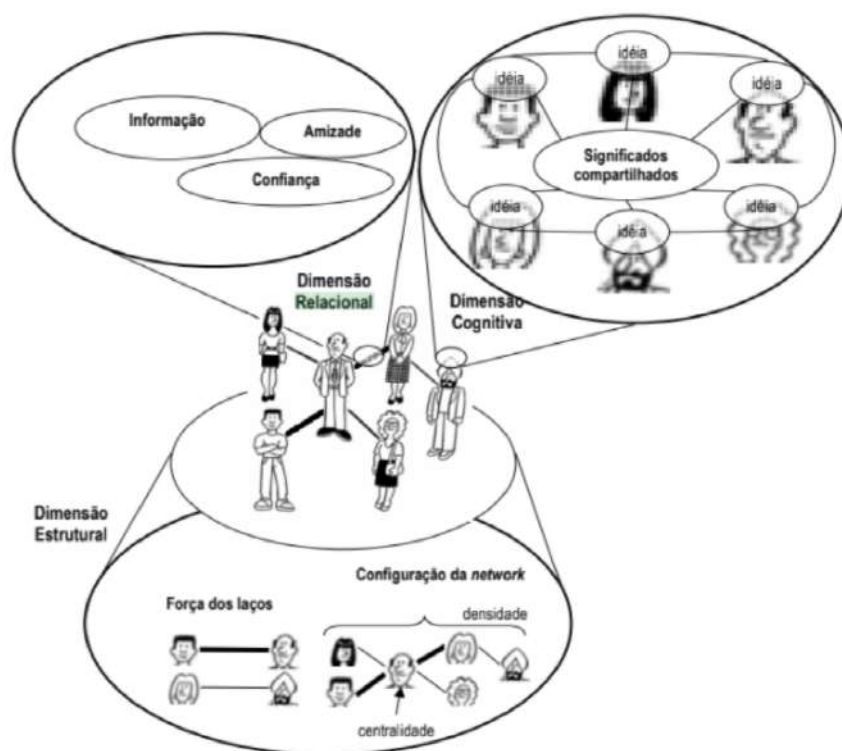 Informação
Amizade
Confiança
idéia
idéia
idéia
Significados
compartilhados
idéia
idéia
idéia
Dimensão
Relacional
Dimensão
Cognitiva
Dimensão
Estrutural
Configuração da network
Força dos laços
densidade
centralidade